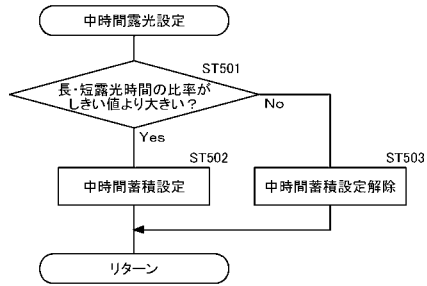 中時間露光設定
ST501
長・短露光時間の比率が
しきい値より大きい？
No
Yes
ST502
ST503
中時間蓄積設定
中時間蓄積設定解除
リターン